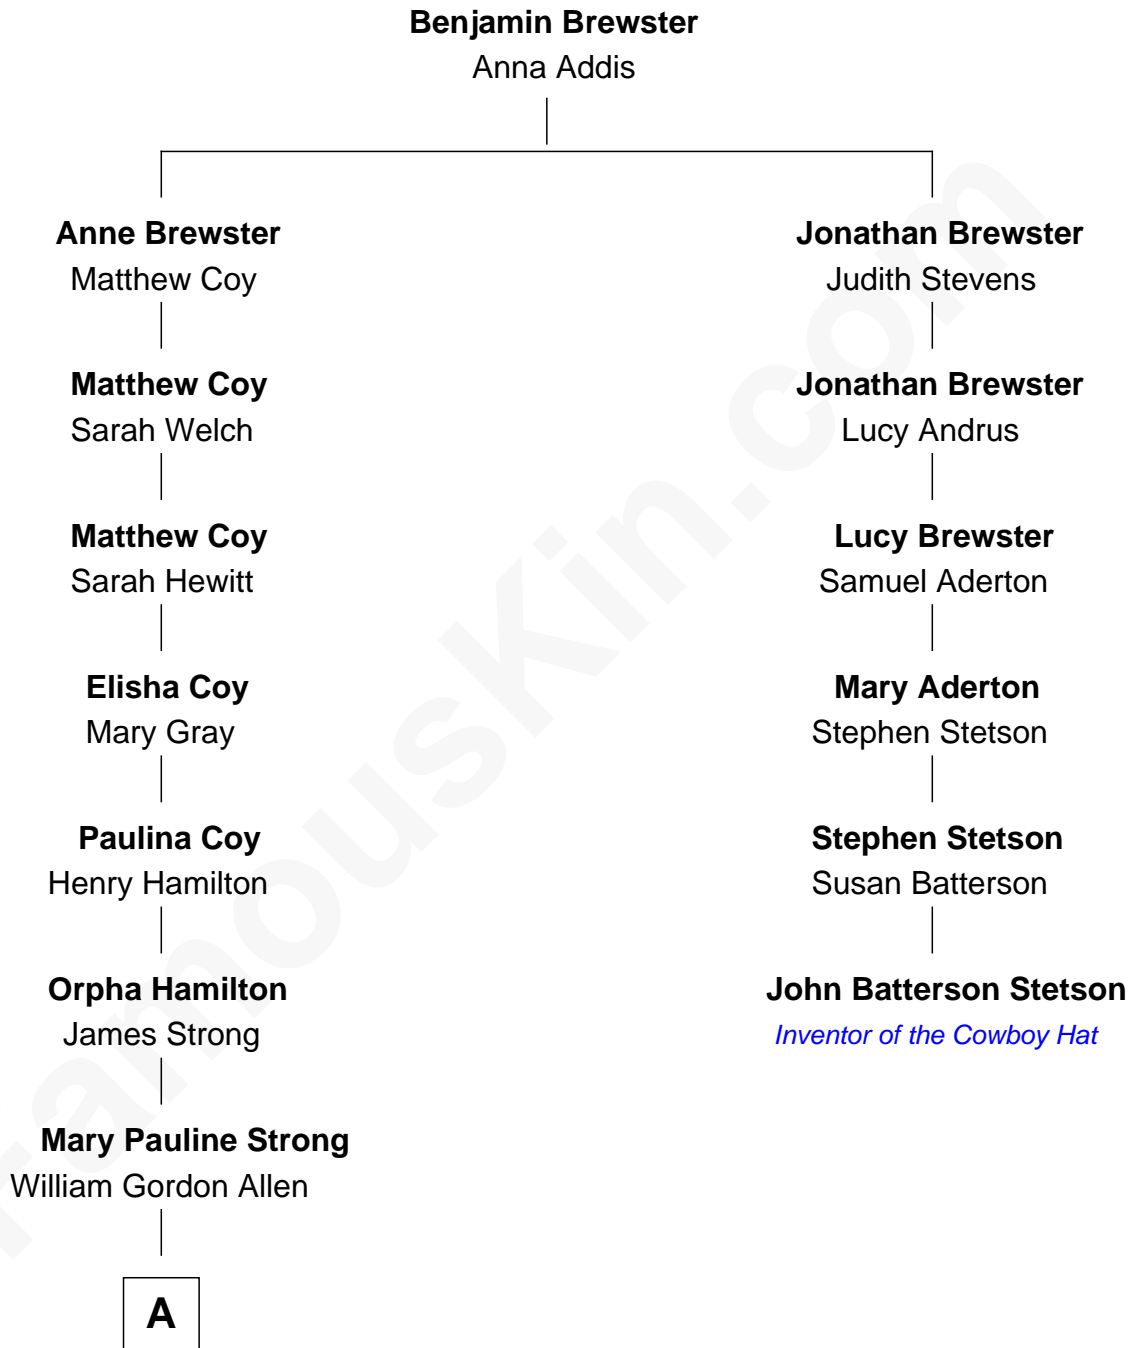 Benjamin Brewster
Anna Addis
Anne Brewster
Matthew Coy
Jonathan Brewster
Judith Stevens
Matthew Coy
Sarah Welch
Jonathan Brewster
Lucy Andrus
Matthew Coy
Sarah Hewitt
Lucy Brewster
Samuel Aderton
Elisha Coy
Mary Gray
Mary Aderton
Stephen Stetson
Paulina Coy
Henry Hamilton
Stephen Stetson
Susan Batterson
Orpha Hamilton
James Strong
John Batterson Stetson
Inventor of the Cowboy Hat
Mary Pauline Strong
William Gordon Allen
A
FamousKin.com